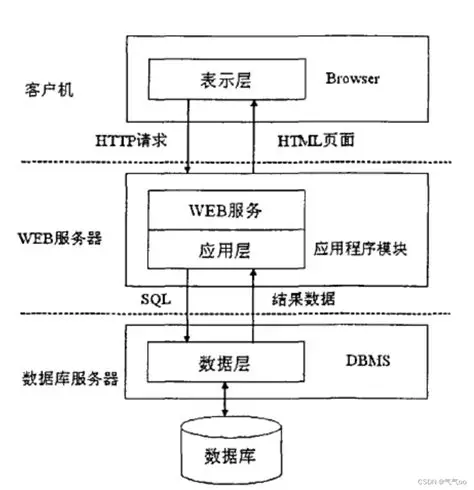 表示层
Browser
客户机
HTTP请求
HTML页面
WEB服务
WEB服务器
应用层
应用程序模块
SQL
结果数据
数据层
DBMS
数据库服务器
数据库